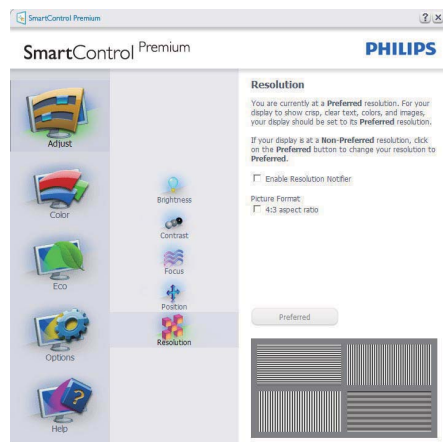 SmartControl Premium
SmartControl Premium
PHILIPS
Adjust
Color
Eco
Options
Help
Brightness
Contrast
Focus
Position
Resolution
Resolution
You are currently at a Preferred resolution. For your
display to show crisp, clear text, colors, and images,
your display should be set to its Preferred resolution.
If your display is at a Non-Preferred resolution, click
on the Preferred button to change your resolution to
Preferred.
Enable Resolution Notifier
Picture Format
4:3 aspect ratio
Preferred